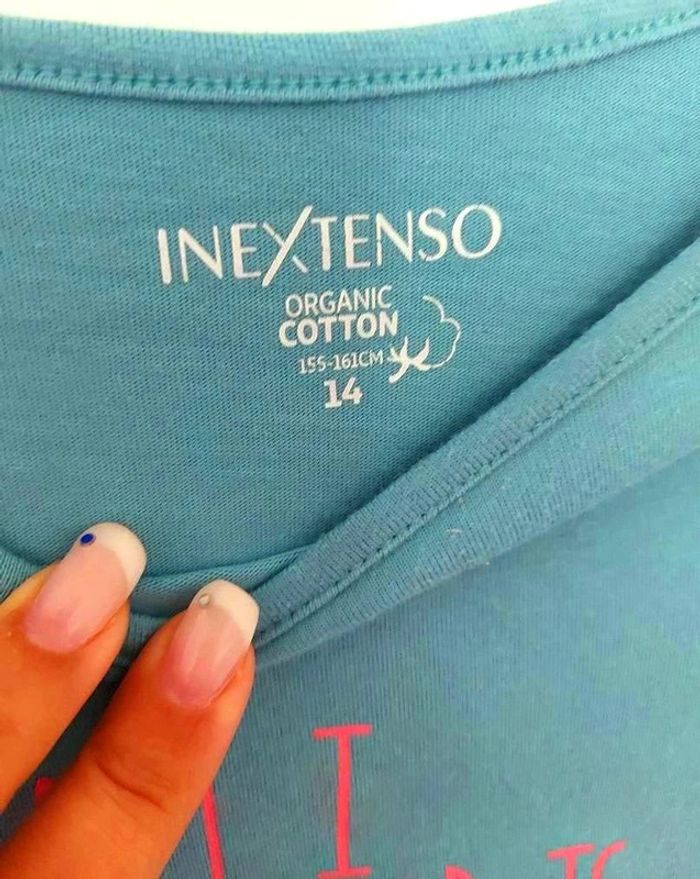 INEXTENSO
ORGANIC
COTTON
155-161CM
14
I